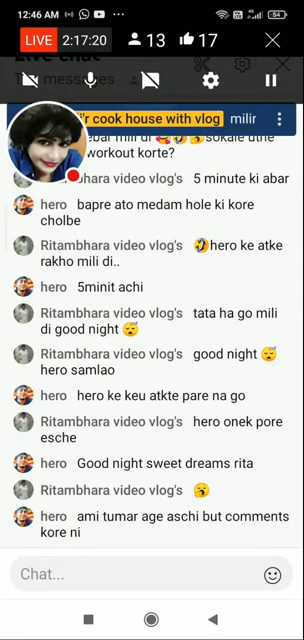 12:46 AM
54
LIVE 2:17:20 13 17
messages
i'r cook house with vlog milir
ebar mili di 🥰🤣🥱sokale uthe
workout korte?
Ritambhara video vlog's 5 minute ki abar
hero bapre ato medam hole ki kore
cholbe
Ritambhara video vlog's 🤣hero ke atke
rakho mili di..
hero 5minit achi
Ritambhara video vlog's tata ha go mili
di good night 😴
Ritambhara video vlog's good night 😴
hero samlao
hero hero ke keu atkte pare na go
Ritambhara video vlog's hero onek pore
esche
hero Good night sweet dreams rita
Ritambhara video vlog's 🥱
hero ami tumar age aschi but comments
kore ni
Chat...